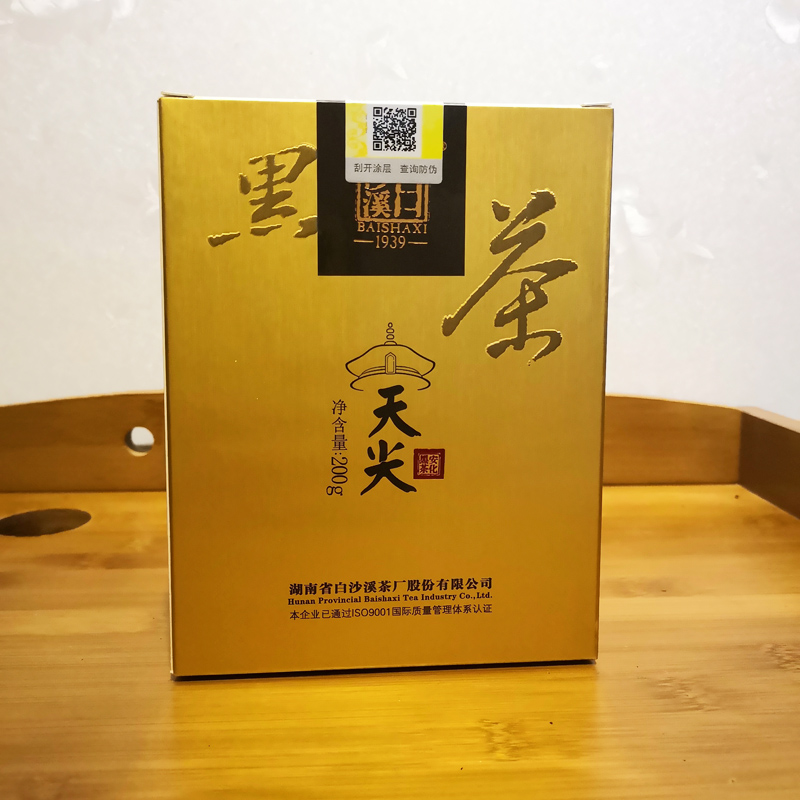 刮开涂层 查询防伪
黑
茶
溪
BAISHAXI
1939
天尖
净含量:200g
安化
黑茶
湖南省白沙溪茶厂股份有限公司
Hunan Provincial Baishaxi Tea Industry Co.,Ltd.
本企业已通过ISO9001国际质量管理体系认证